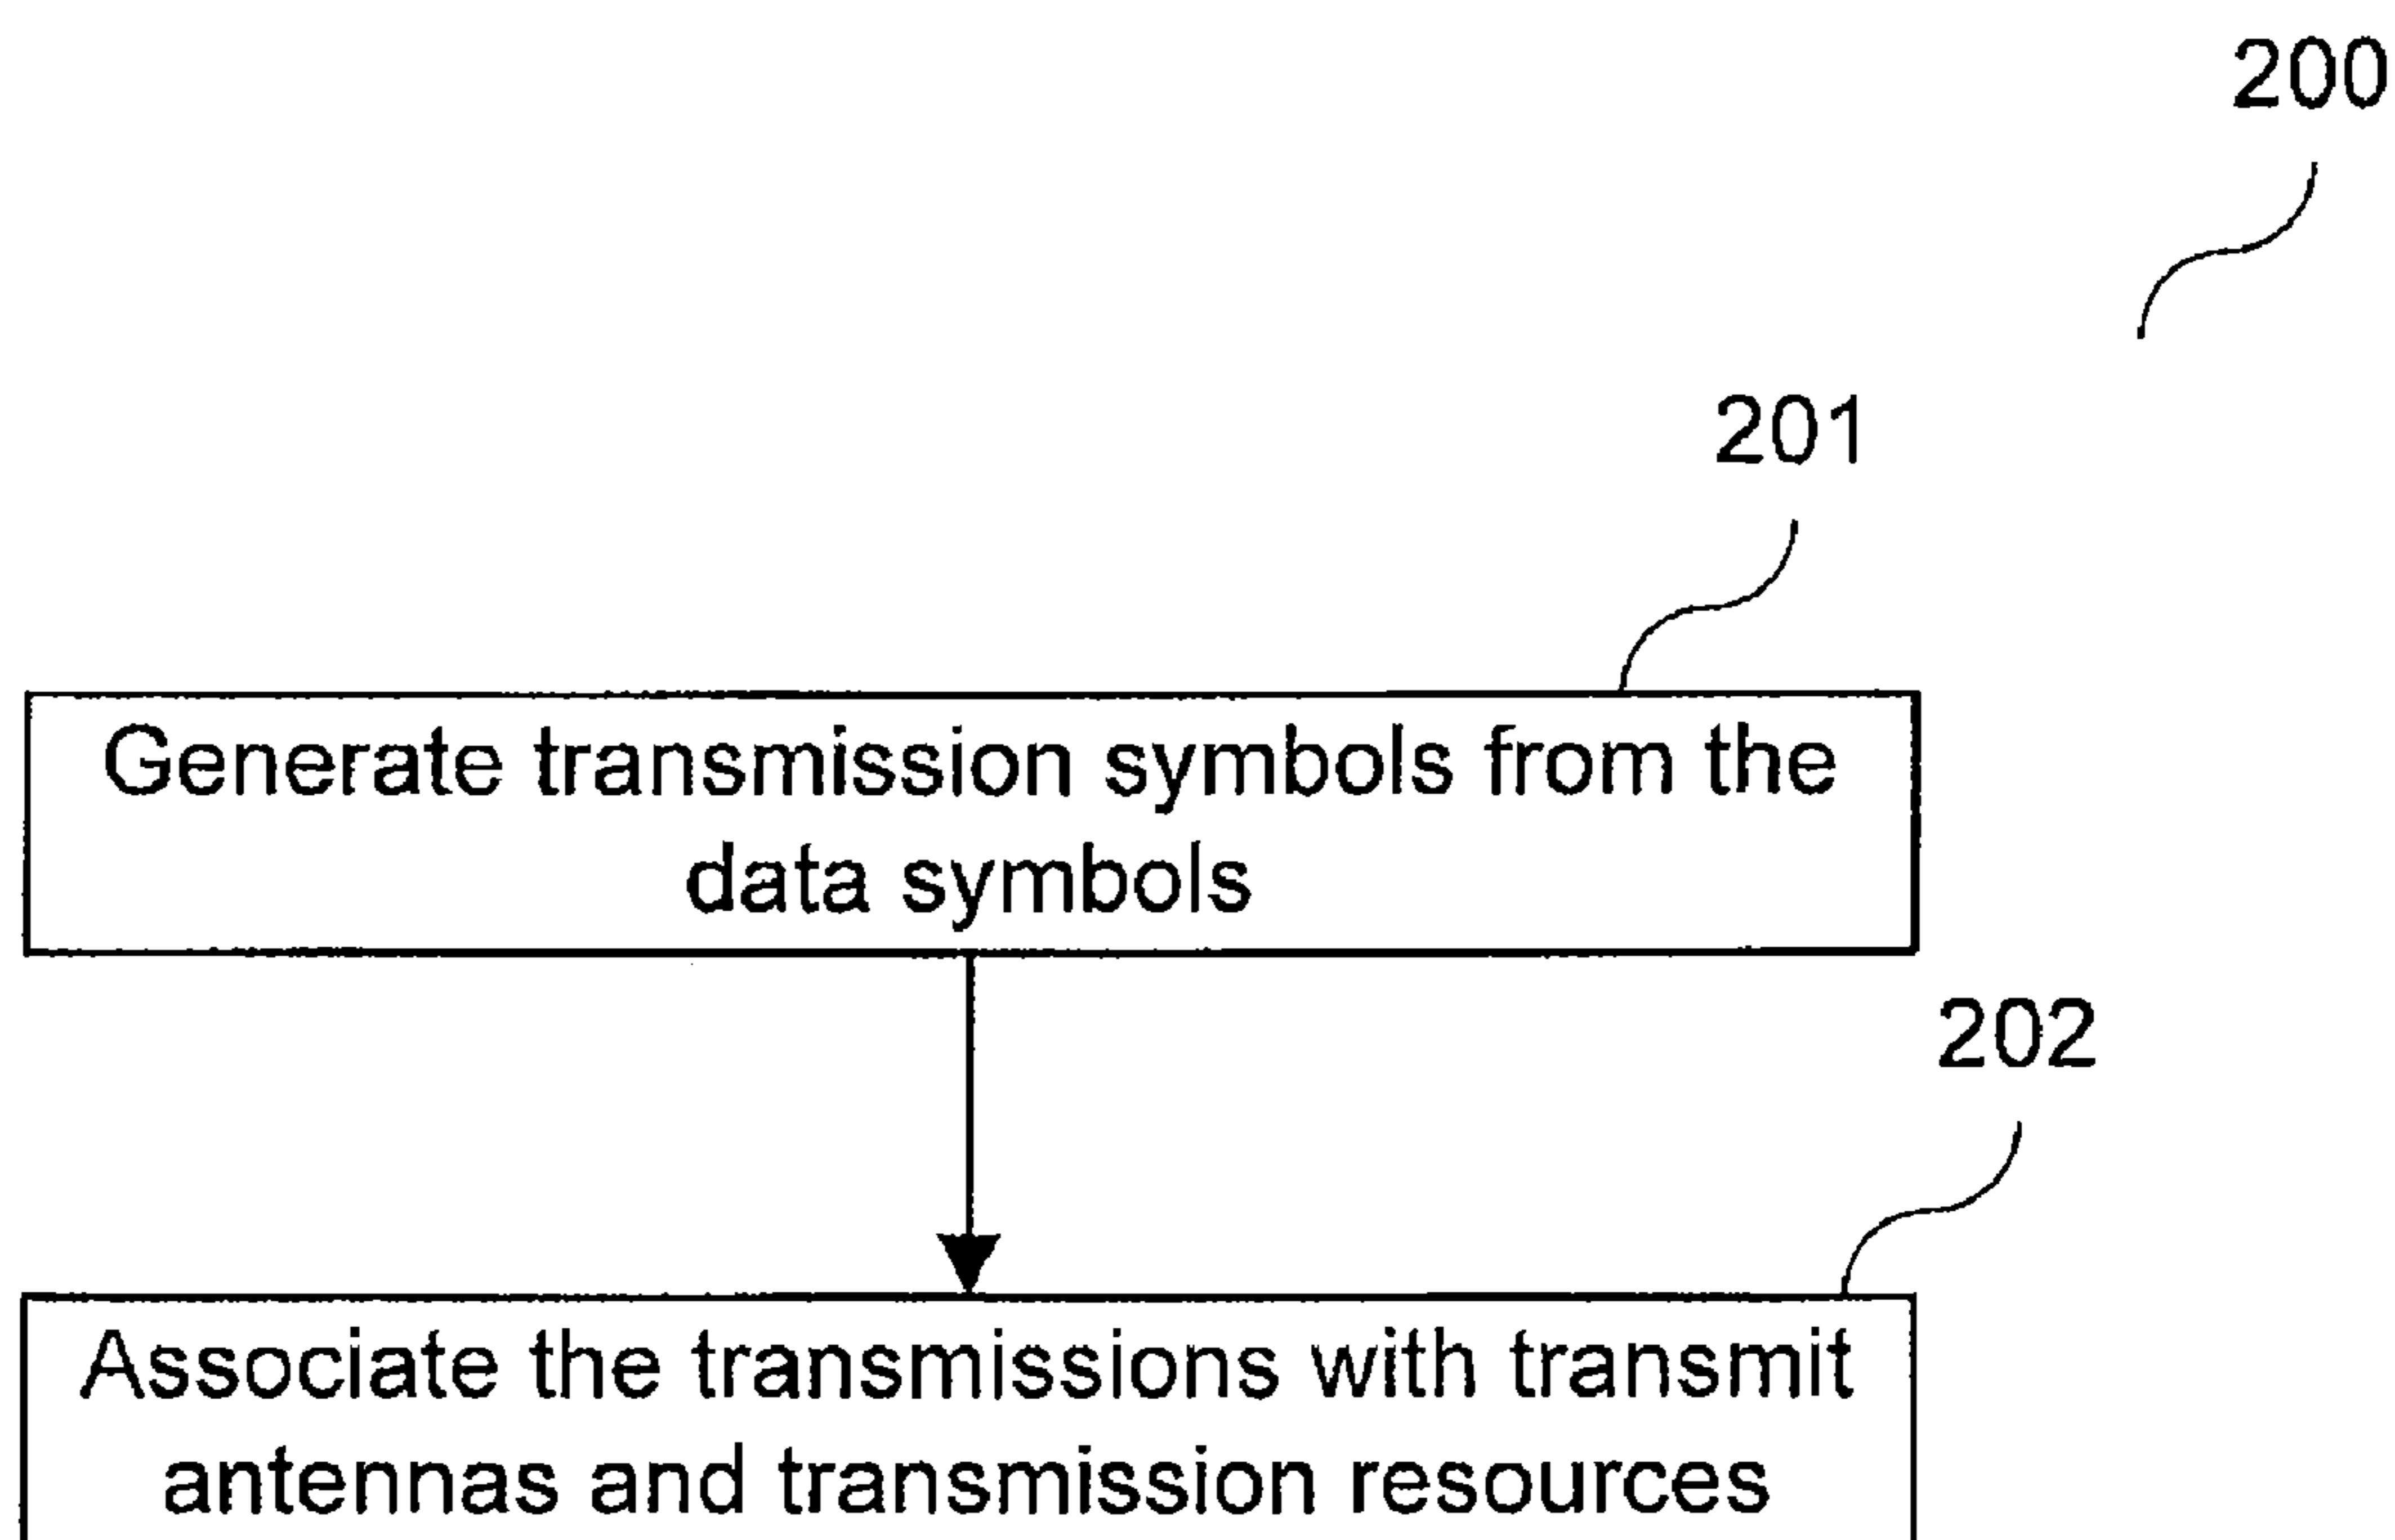 200
201
Generate transmission symbols from the
data symbols
202
Associate the transmissions with transmit
antennas and transmission resources